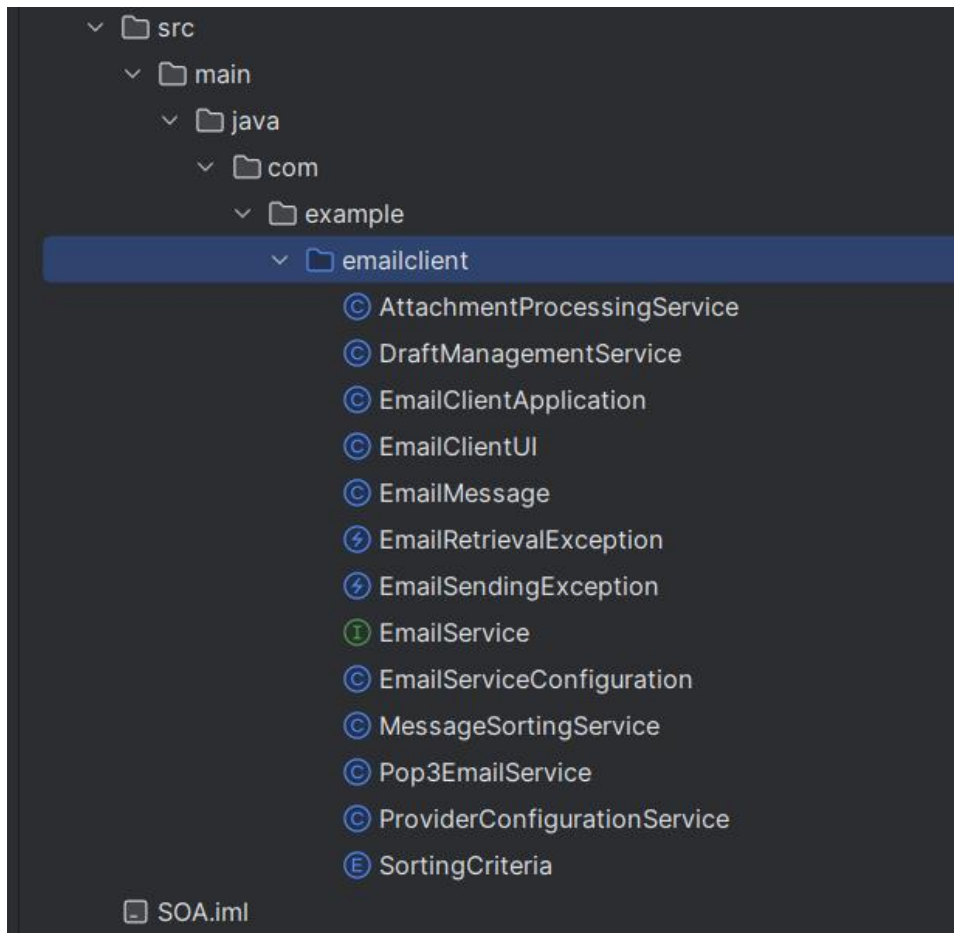 src
main
java
com
example
emailclient
AttachmentProcessingService
DraftManagementService
EmailClientApplication
EmailClientUI
EmailMessage
EmailRetrievalException
EmailSendingException
EmailService
EmailServiceConfiguration
MessageSortingService
Pop3EmailService
ProviderConfigurationService
SortingCriteria
SOA.iml